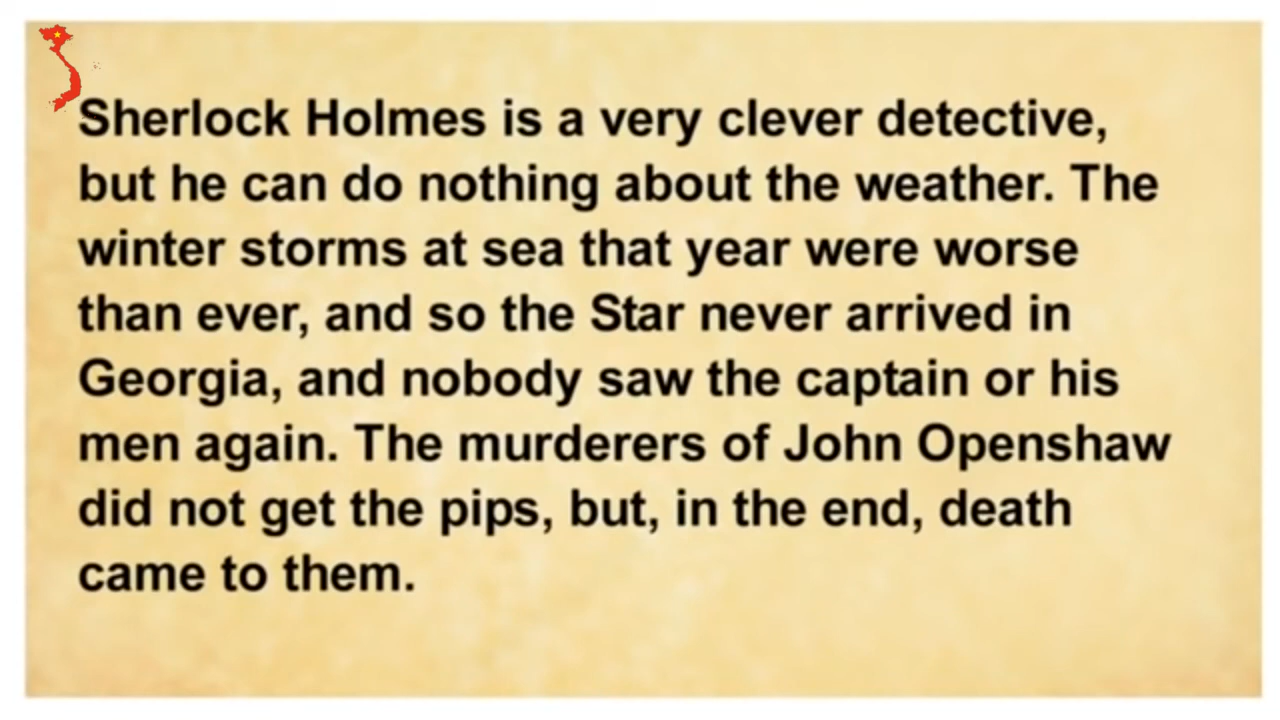 Sherlock Holmes is a very clever detective,
but he can do nothing about the weather. The
winter storms at sea that year were worse
than ever, and so the Star never arrived in
Georgia, and nobody saw the captain or his
men again. The murderers of John Openshaw
did not get the pips, but, in the end, death
came to them.